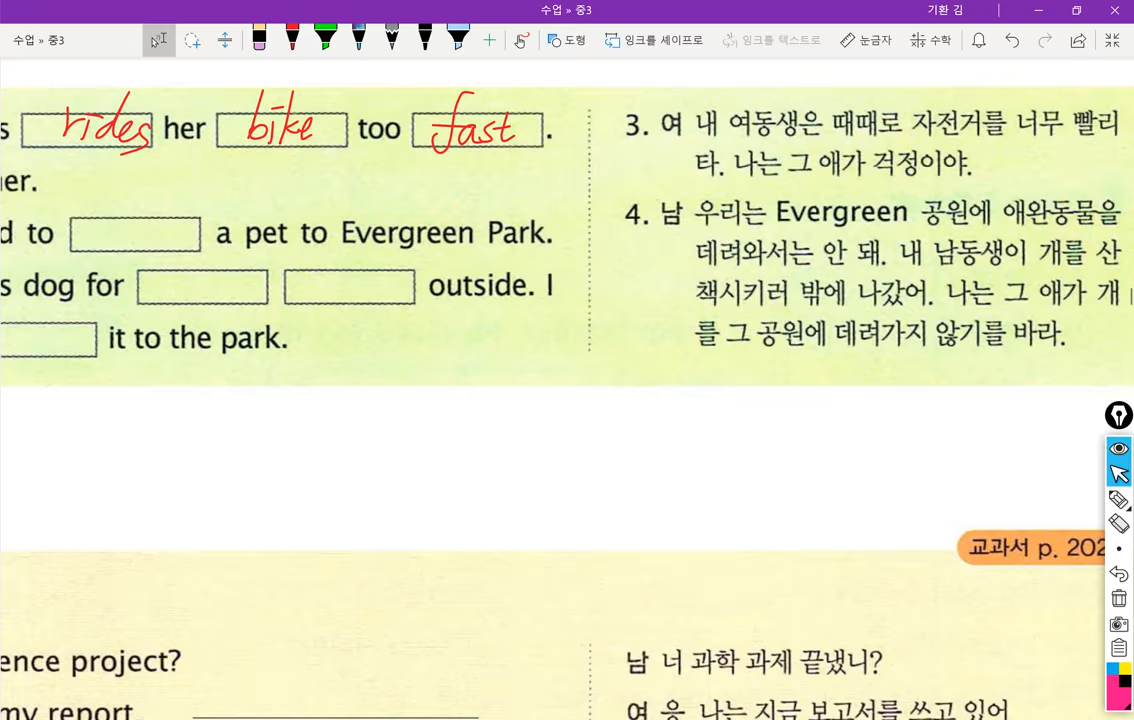 수업 » 중3
기환 김
수업 » 중3
도형
잉크를 셰이프로
잉크를 텍스트로
눈금자
수학
s rides her bike too fast.
er.
d to a pet to Evergreen Park.
s dog for outside. I
it to the park.
3. 여 내 여동생은 때때로 자전거를 너무 빨리
타. 나는 그 애가 걱정이야.
4. 남 우리는 Evergreen 공원에 애완동물을
데려와서는 안 돼. 내 남동생이 개를 산
책시키러 밖에 나갔어. 나는 그 애가 개
를 그 공원에 데려가지 않기를 바라.
교과서 p. 202
ence project?
my report.
남 너 과학 과제 끝냈니?
여 응, 나는 지금 보고서를 쓰고 있어